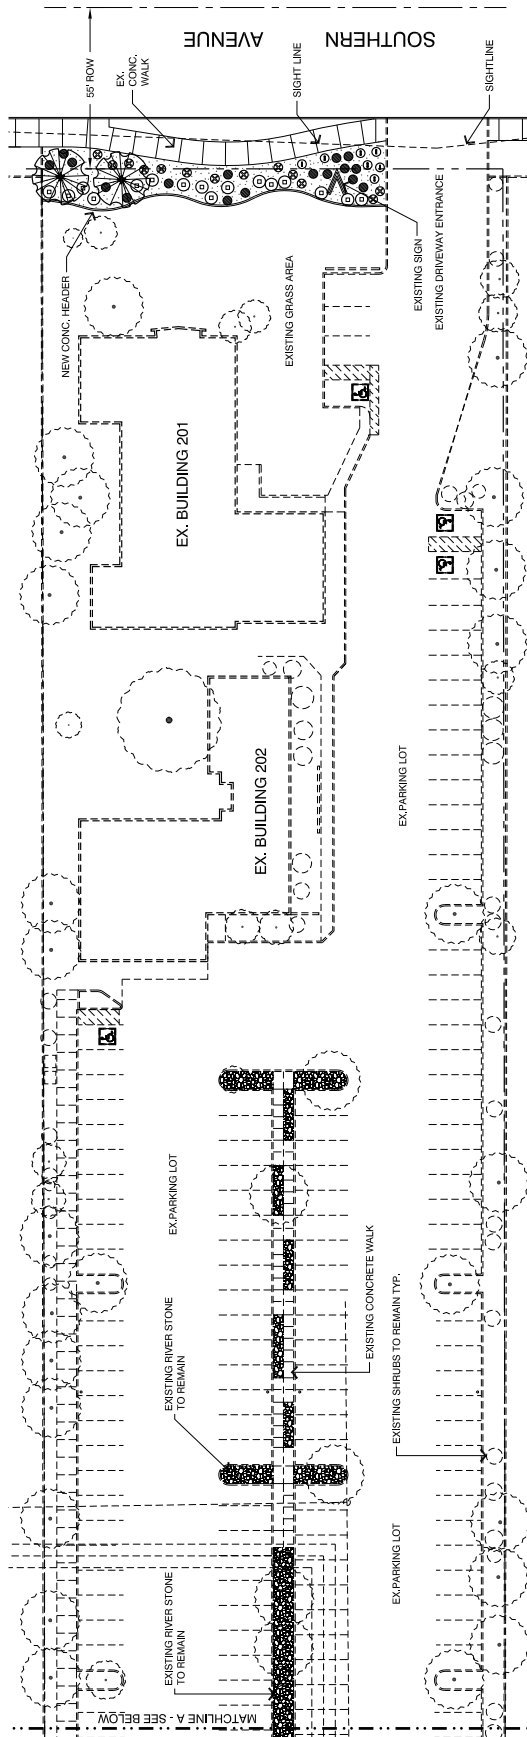 SOUTHERN AVENUE
55' ROW
EX.
CONC.
WALK
SIGHT LINE
SIGHTLINE
NEW CONC. HEADER
EXISTING GRASS AREA
EXISTING SIGN
EXISTING DRIVEWAY ENTRANCE
EX. BUILDING 201
EX. BUILDING 202
EX.PARKING LOT
EX.PARKING LOT
EXISTING RIVER STONE
TO REMAIN
EXISTING CONCRETE WALK
EXISTING SHRUBS TO REMAIN TYP.
EXISTING RIVER STONE
TO REMAIN
EX.PARKING LOT
MATCHLINE A - SEE BELOW